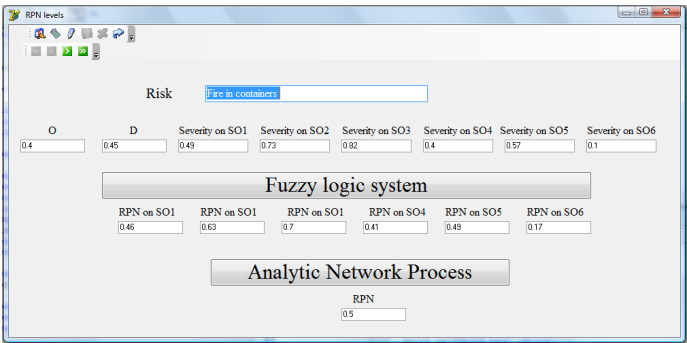 RPN levels
Risk Fire in containers
O D Severity on SO1 Severity on SO2 Severity on SO3 Severity on SO4 Severity on SO5 Severity on SO6
0.4 0.45 0.49 0.73 0.82 0.4 0.57 0.1
Fuzzy logic system
RPN on SO1 RPN on SO1 RPN on SO1 RPN on SO4 RPN on SO5 RPN on SO6
0.46 0.63 0.7 0.41 0.49 0.17
Analytic Network Process
RPN
0.5